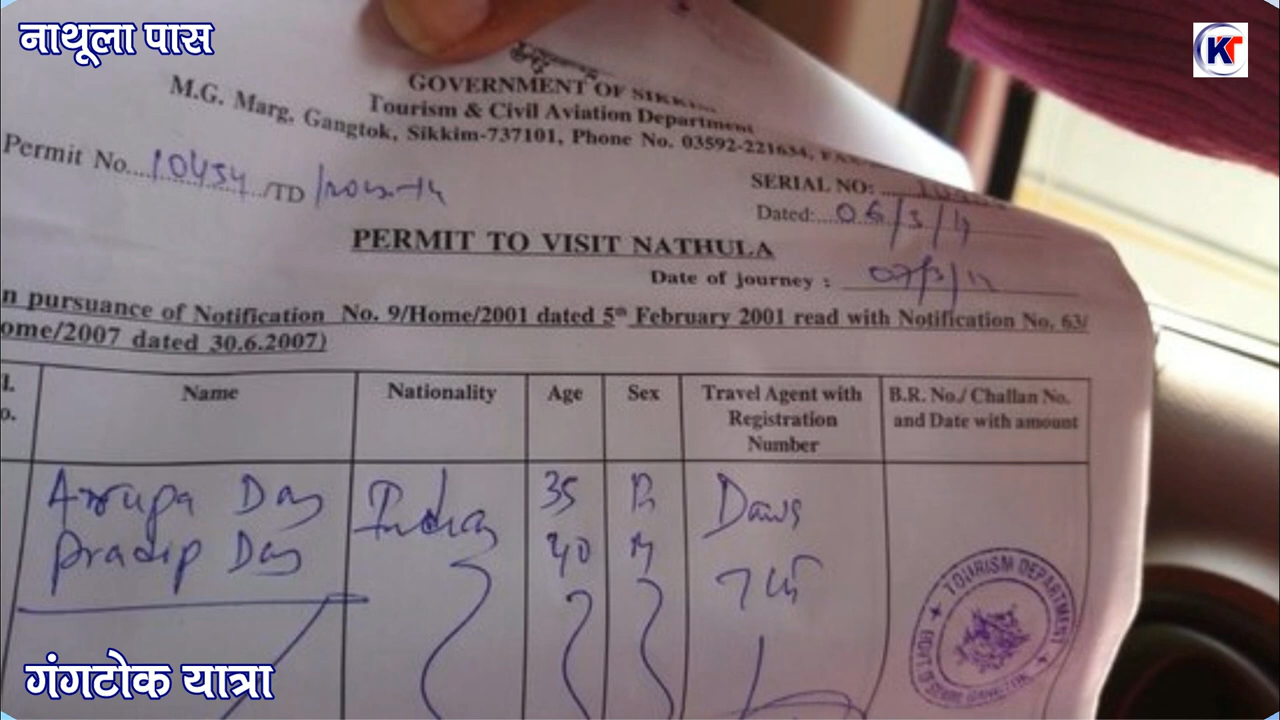 नाथूला पास
KT
GOVERNMENT OF SIKKIM
Tourism & Civil Aviation Department
M.G. Marg, Gangtok, Sikkim-737101, Phone No. 03592-221634,
Permit No. 10454 /TD
SERIAL NO:
Dated: 06/3/
PERMIT TO VISIT NATHULA
Date of journey : 07/3/
n pursuance of Notification No. 9/Home/2001 dated 5th February 2001 read with Notification No. 63/
ome/2007 dated 30.6.2007)
l. Name Nationality Age Sex Travel Agent with B.R. No./ Challan No.
o. Registration and Date with amount
Number
Das 35 Daws
Pradip Das 40 M
TOURISM DEPARTMENT
GOVT. OF
गंगटोक यात्रा